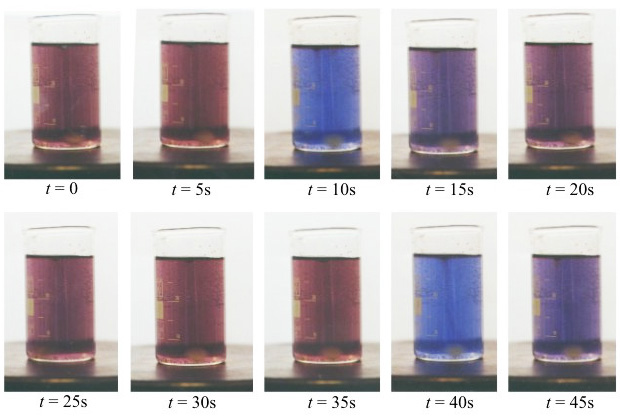 t = 0
t = 5s
t = 10s
t = 15s
t = 20s
t = 25s
t = 30s
t = 35s
t = 40s
t = 45s